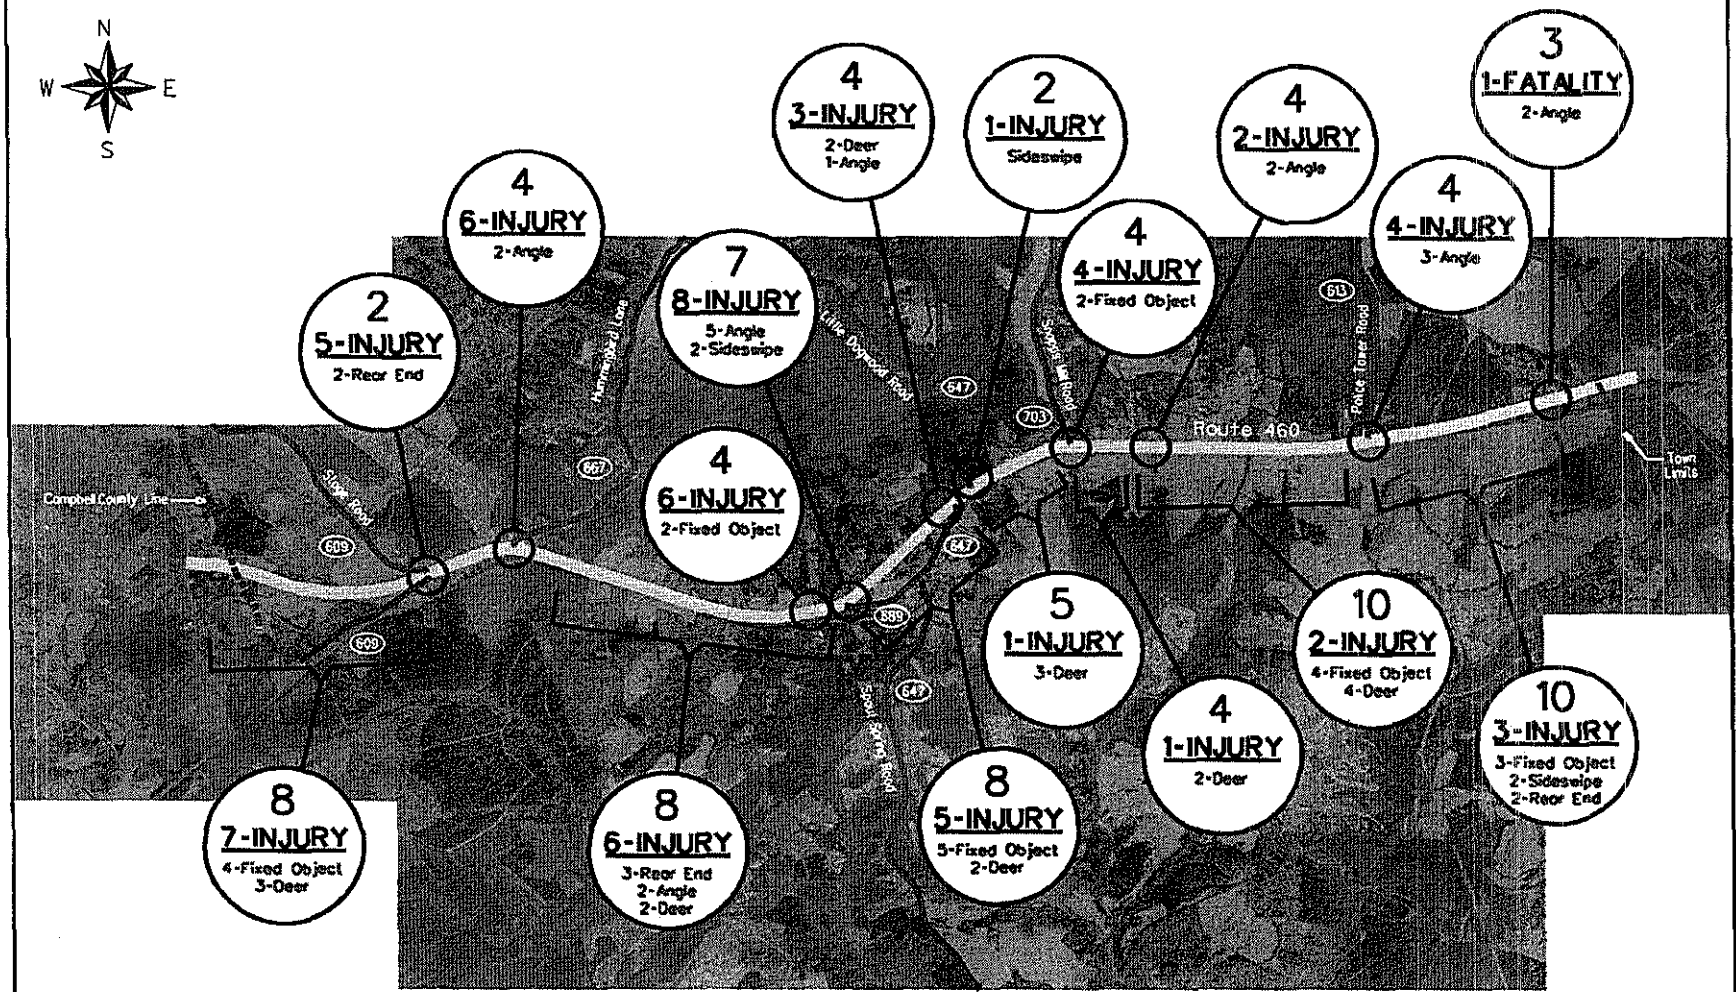 N
W E
S
3
1-FATALITY
2-Angle
4
3-INJURY
2-Deer
1-Angle
2
1-INJURY
Sideswipe
4
2-INJURY
2-Angle
4
6-INJURY
2-Angle
4
4-INJURY
3-Angle
4
4-INJURY
2-Fixed Object
7
8-INJURY
5-Angle
2-Sideswipe
2
5-INJURY
2-Rear End
613
Hummingbird Lane
Little Dogwood Road
Police Tower Road
647
703
Route 460
4
6-INJURY
2-Fixed Object
667
Town
Limits
Campbell County Line
Stage Road
609
647
609
689
5
1-INJURY
3-Deer
10
2-INJURY
4-Fixed Object
4-Deer
647
Spout Spring Road
4
1-INJURY
2-Deer
10
3-INJURY
3-Fixed Object
2-Sideswipe
2-Rear End
8
7-INJURY
4-Fixed Object
3-Deer
8
6-INJURY
3-Rear End
2-Angle
2-Deer
8
5-INJURY
5-Fixed Object
2-Deer